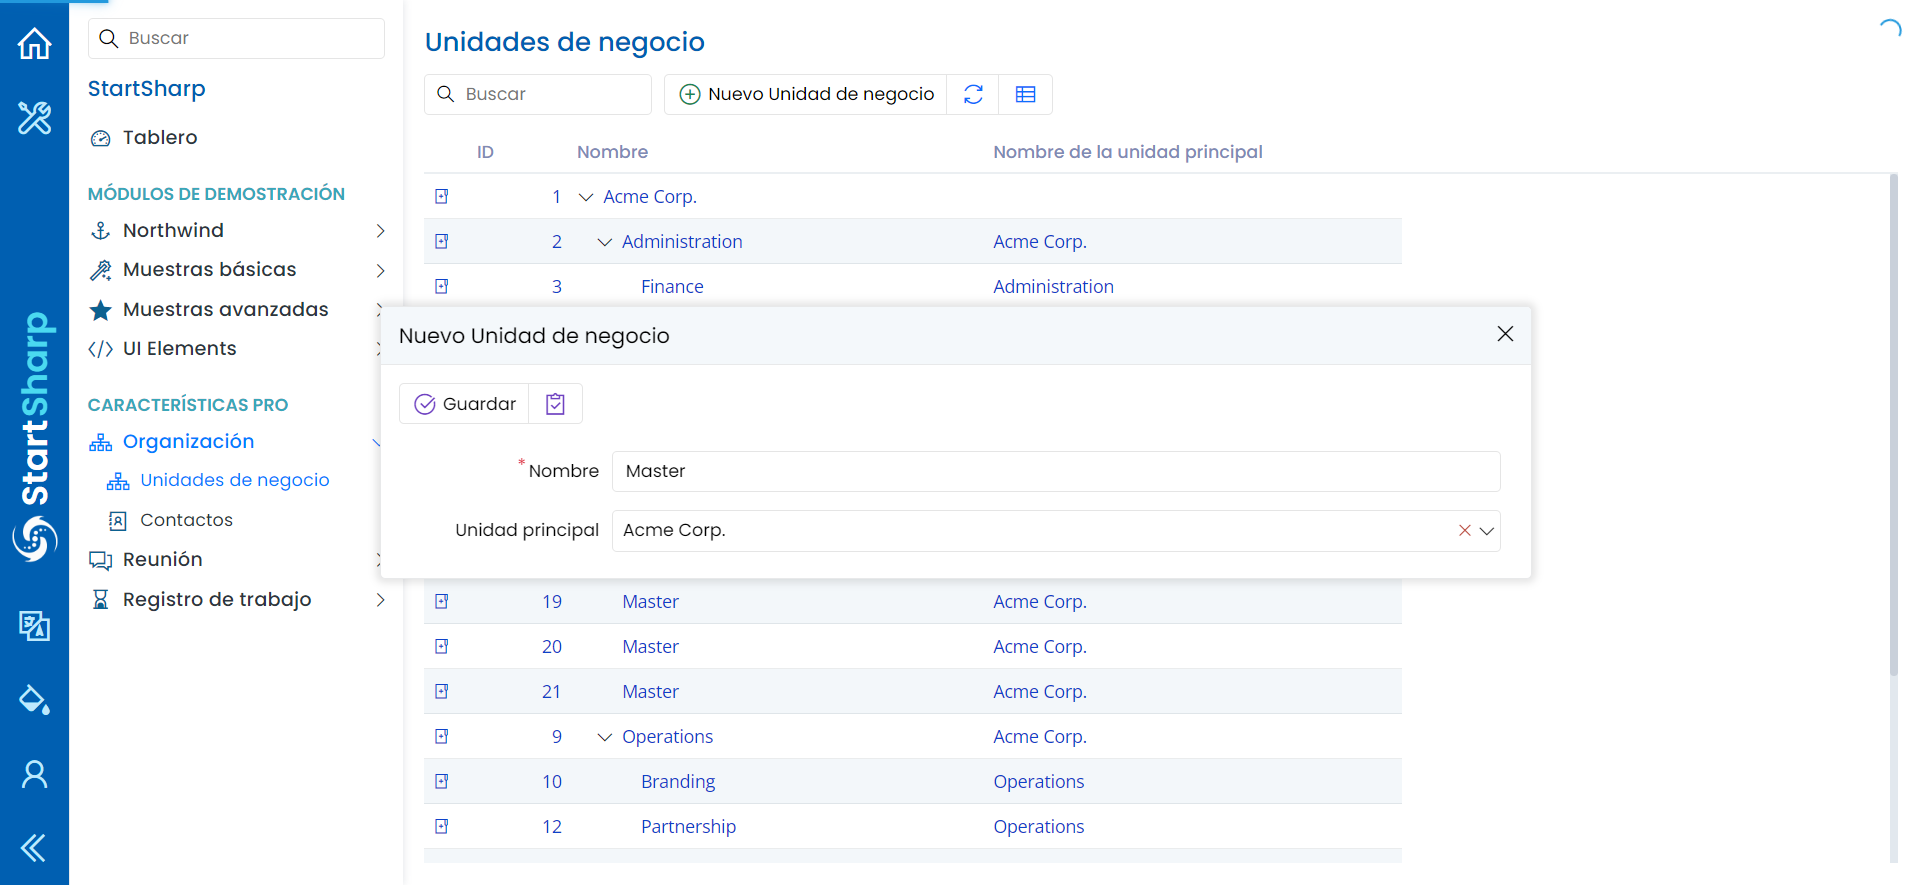 Buscar
StartSharp
Tablero
MÓDULOS DE DEMOSTRACIÓN
Northwind
Muestras básicas
Muestras avanzadas
UI Elements
CARACTERÍSTICAS PRO
Organización
Unidades de negocio
Contactos
Reunión
Registro de trabajo
StartSharp
Unidades de negocio
Buscar
Nuevo Unidad de negocio
ID Nombre Nombre de la unidad principal
1 Acme Corp.
2 Administration Acme Corp.
3 Finance Administration
Nuevo Unidad de negocio
Guardar
* Nombre Master
Unidad principal Acme Corp.
19 Master Acme Corp.
20 Master Acme Corp.
21 Master Acme Corp.
9 Operations Acme Corp.
10 Branding Operations
12 Partnership Operations